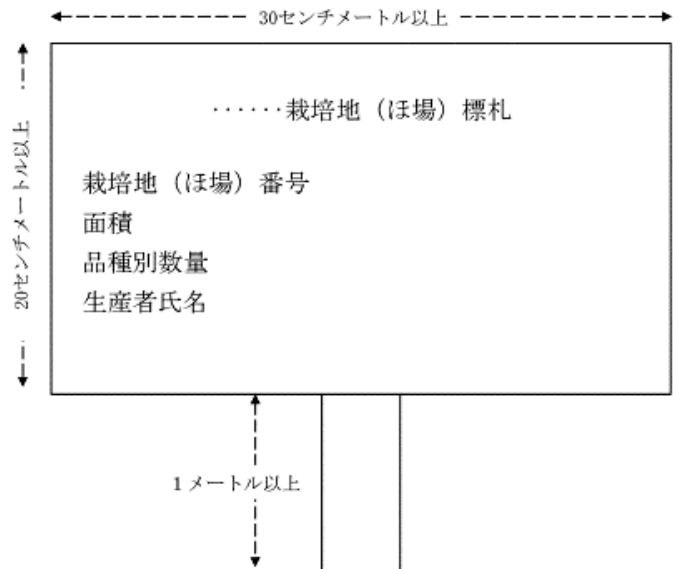 30センチメートル以上
20センチメートル以上
‥‥‥栽培地（ほ場）標札
栽培地（ほ場）番号
面積
品種別数量
生産者氏名
1メートル以上